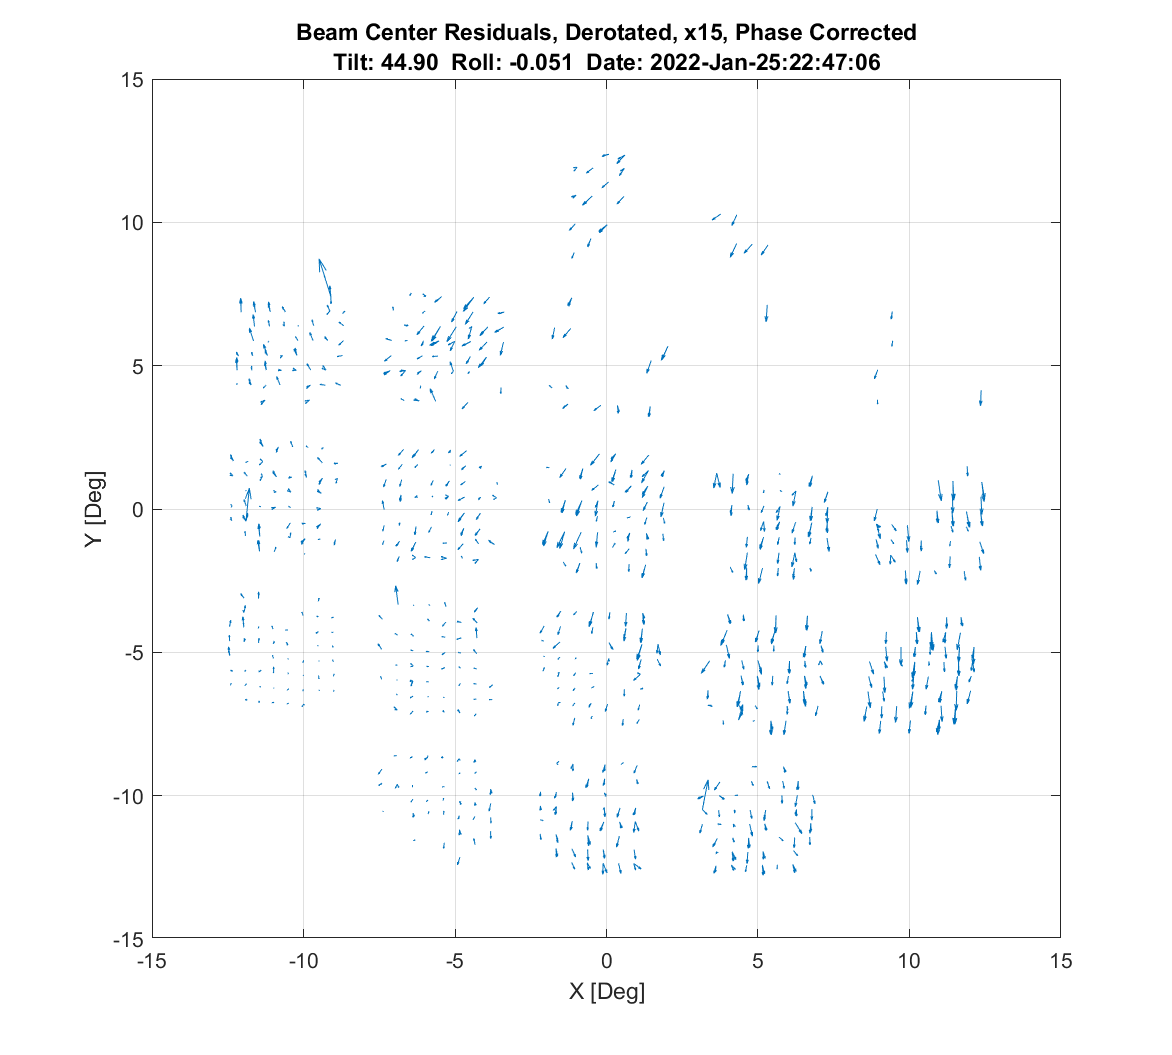 Beam Center Residuals, Derotated, x15, Phase Corrected
Tilt: 44.90 Roll: -0.051 Date: 2022-Jan-25:22:47:06
15
10
5
0
-5
-10
-15
Y [Deg]
-15 -10 -5 0 5 10 15
X [Deg]